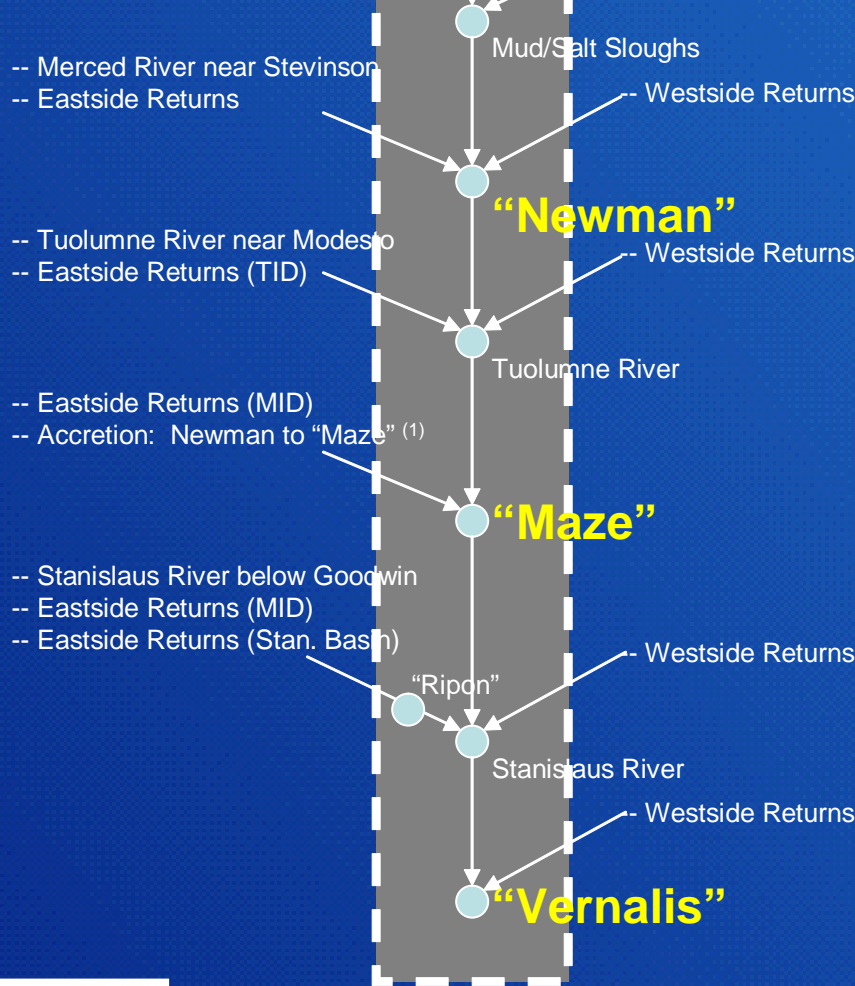 Mud/Salt Sloughs
-- Merced River near Stevinson
-- Eastside Returns
-- Westside Returns
“Newman”
-- Tuolumne River near Modesto
-- Eastside Returns (TID)
-- Westside Returns
Tuolumne River
-- Eastside Returns (MID)
-- Accretion: Newman to “Maze” (1)
“Maze”
-- Stanislaus River below Goodwin
-- Eastside Returns (MID)
-- Eastside Returns (Stan. Basin)
-- Westside Returns
“Ripon”
Stanislaus River
-- Westside Returns
“Vernalis”